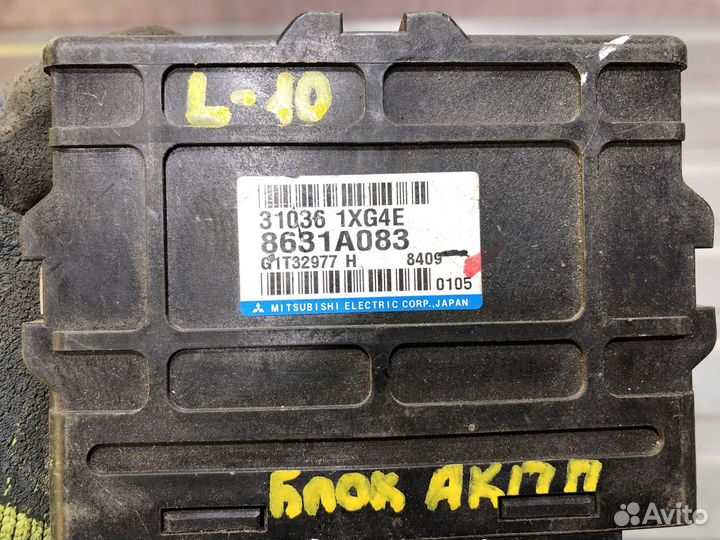 L-10
31036 1XG4E
8631A083
G1T32977 H 8409
0105
MITSUBISHI ELECTRIC CORP., JAPAN
блок АКПП
Avito